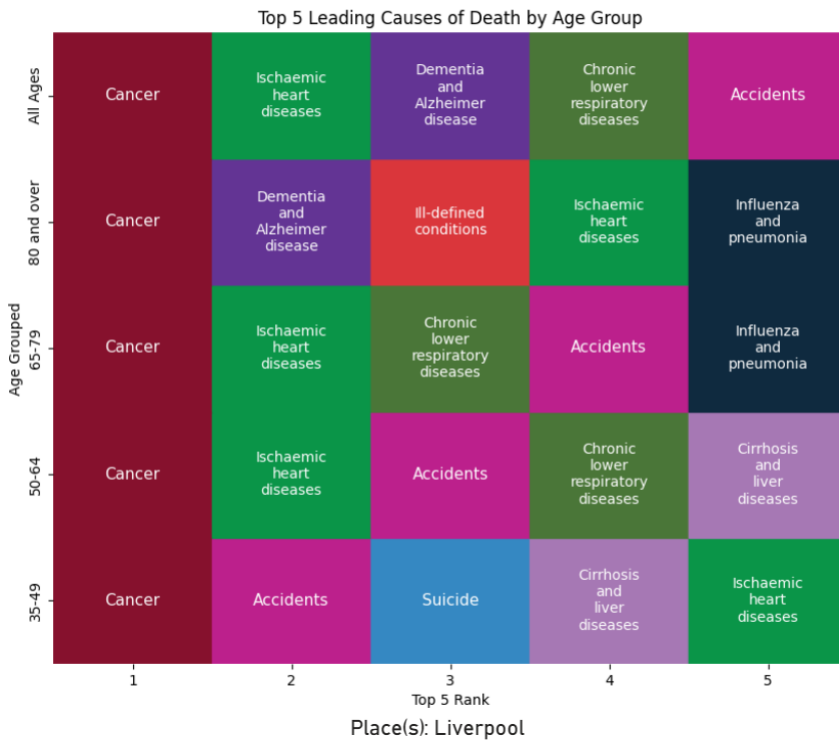 Top 5 Leading Causes of Death by Age Group
Age Grouped
All Ages
Cancer
Ischaemic
heart
diseases
Dementia
and
Alzheimer
disease
Chronic
lower
respiratory
diseases
Accidents
80 and over
Cancer
Dementia
and
Alzheimer
disease
Ill-defined
conditions
Ischaemic
heart
diseases
Influenza
and
pneumonia
65-79
Cancer
Ischaemic
heart
diseases
Chronic
lower
respiratory
diseases
Accidents
Influenza
and
pneumonia
50-64
Cancer
Ischaemic
heart
diseases
Accidents
Chronic
lower
respiratory
diseases
Cirrhosis
and
liver
diseases
35-49
Cancer
Accidents
Suicide
Cirrhosis
and
liver
diseases
Ischaemic
heart
diseases
1 2 3 4 5
Top 5 Rank
Place(s): Liverpool